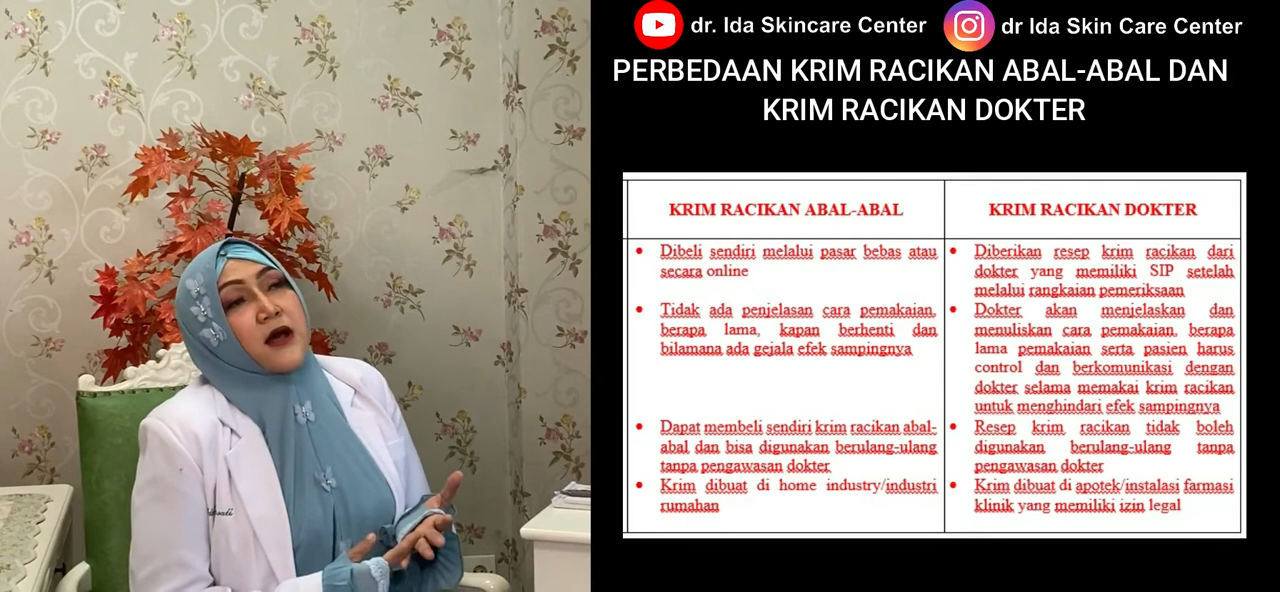 dr. Ida Skincare Center
dr Ida Skin Care Center
PERBEDAAN KRIM RACIKAN ABAL-ABAL DAN
KRIM RACIKAN DOKTER
KRIM RACIKAN ABAL-ABAL
• Dibeli sendiri melalui pasar bebas atau
secara online
• Tidak ada penjelasan cara pemakaian,
berapa lama, kapan berhenti dan
bilamana ada gejala efek sampingnya
• Dapat membeli sendiri krim racikan abal-
abal dan bisa digunakan berulang-ulang
tanpa pengawasan dokter
• Krim dibuat di home industry/industri
rumahan
KRIM RACIKAN DOKTER
• Diberikan resep krim racikan dari
dokter yang memiliki SIP setelah
melalui rangkaian pemeriksaan
• Dokter akan menjelaskan dan
menuliskan cara pemakaian, berapa
lama pemakaian serta pasien harus
control dan berkomunikasi dengan
dokter selama memakai krim racikan
untuk menghindari efek sampingnya
• Resep krim racikan tidak boleh
digunakan berulang-ulang tanpa
pengawasan dokter
• Krim dibuat di apotek/instalasi farmasi
klinik yang memiliki izin legal